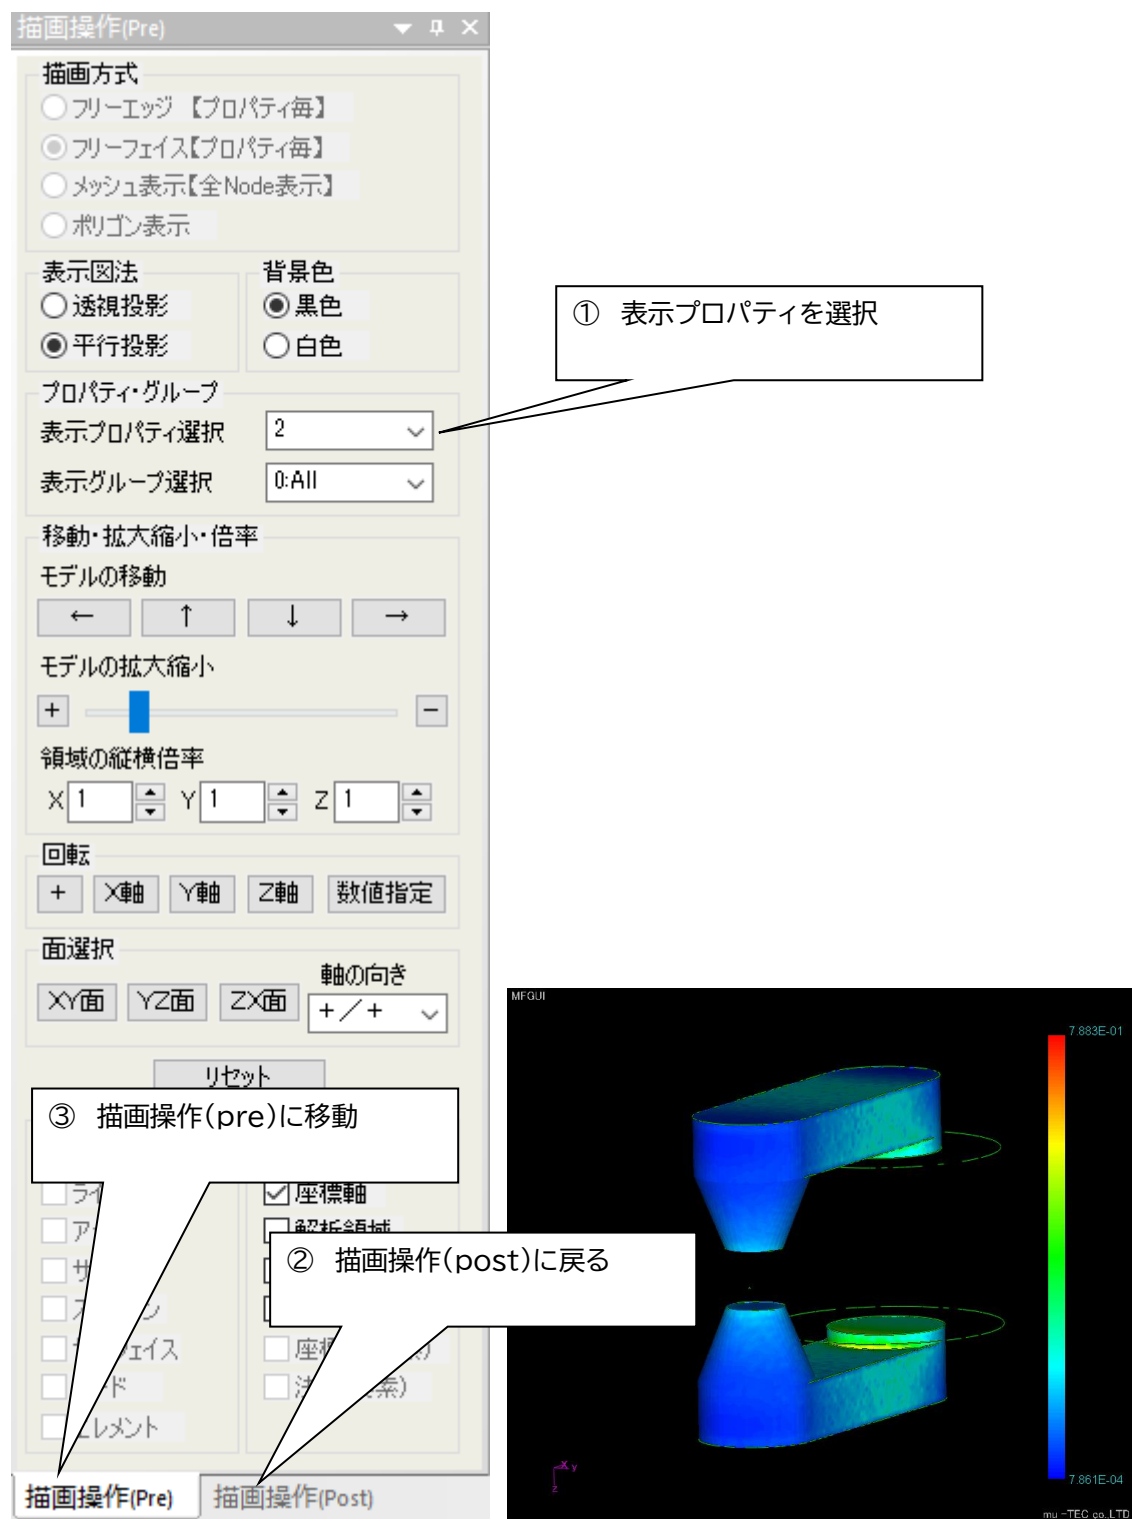 描画操作(Pre)
描画方式
フリーエッジ 【プロパティ毎】
フリーフェイス【プロパティ毎】
メッシュ表示【全Node表示】
ポリゴン表示
表示図法
透視投影
平行投影
背景色
黒色
白色
① 表示プロパティを選択
プロパティ・グループ
表示プロパティ選択 2
表示グループ選択 0:All
移動・拡大縮小・倍率
モデルの移動
← ↑ ↓ →
モデルの拡大縮小
+ −
領域の縦横倍率
X 1 Y 1 Z 1
回転
+ X軸 Y軸 Z軸 数値指定
面選択
軸の向き
XY面 YZ面 ZX面 +／+
リセット
③ 描画操作(pre)に移動
座標軸
解析領域
② 描画操作(post)に戻る
描画操作(Pre) 描画操作(Post)
MFGUI
7.883E-01
7.861E-04
X Y
Z
mu-TEC co.,LTD